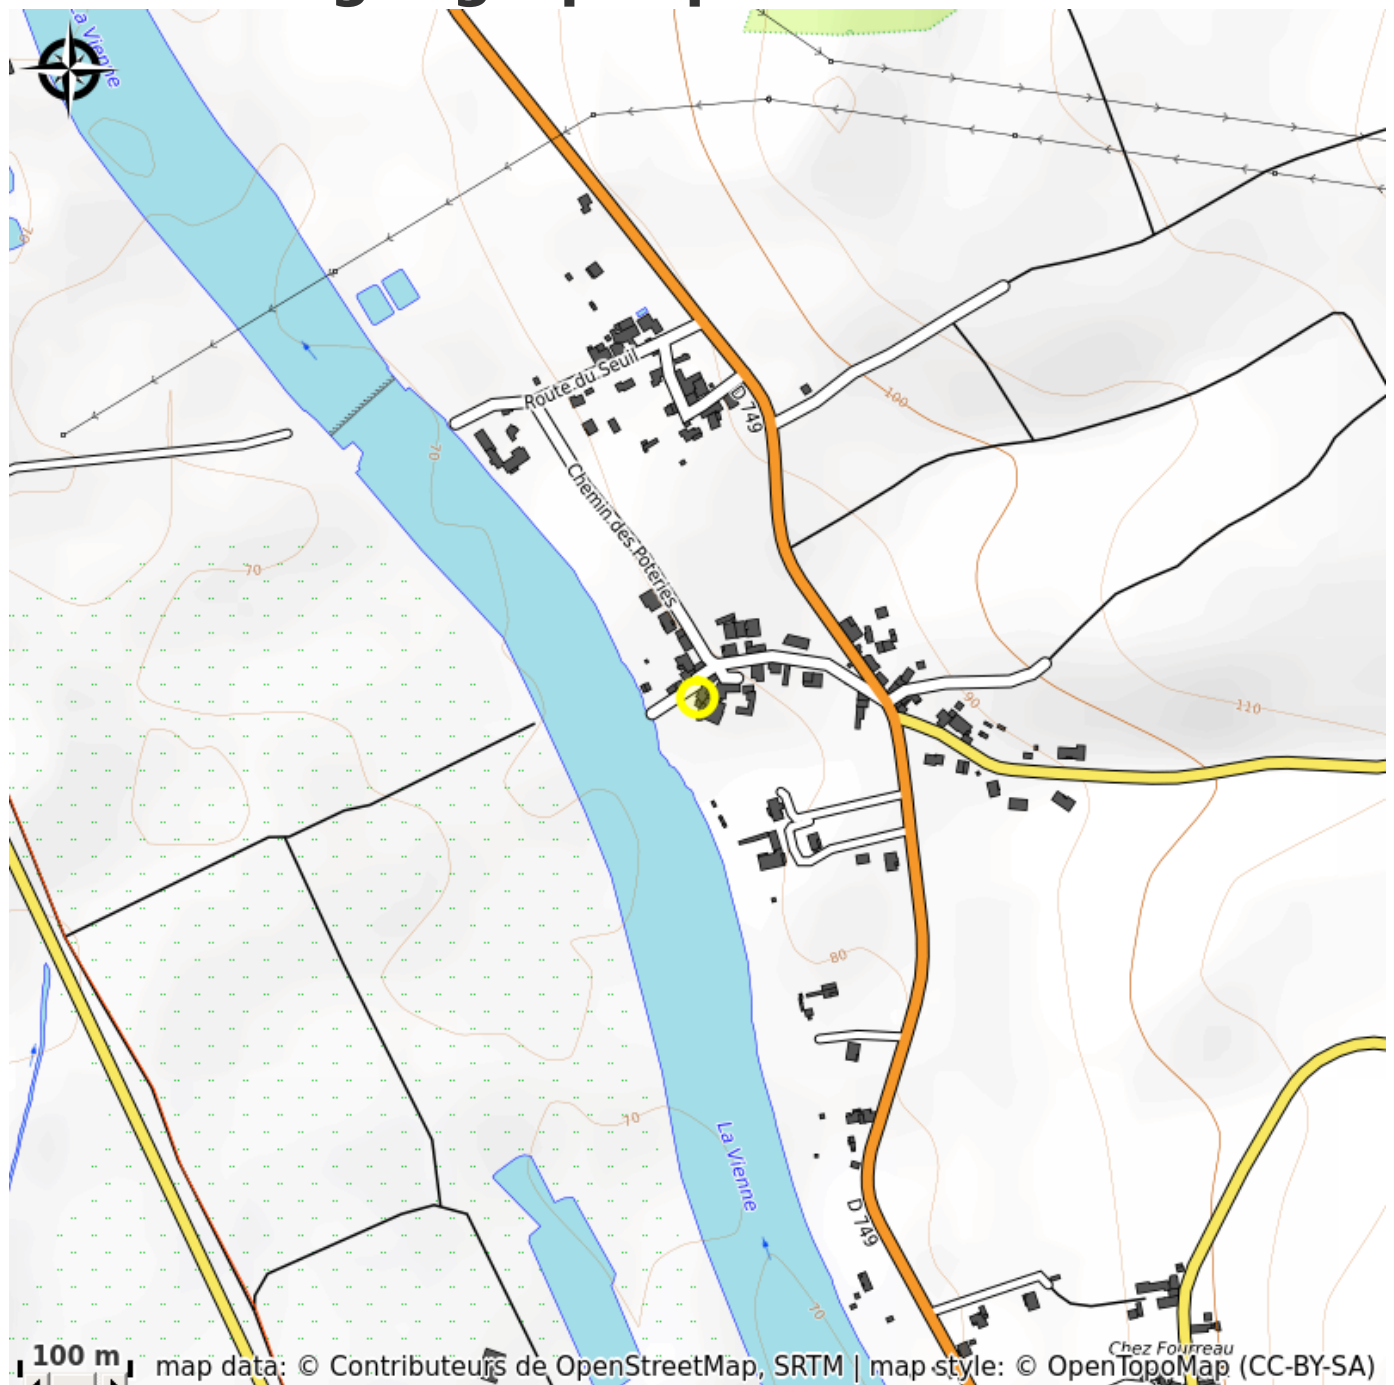 La Vienne
70
Route du Seuil
D 749
100
70
Chemin des Poteries
70
90
110
80
70
La Vienne
D 749
70
Chez Fourreau
100 m
map data: © Contributeurs de OpenStreetMap, SRTM | map style: © OpenTopoMap (CC-BY-SA)